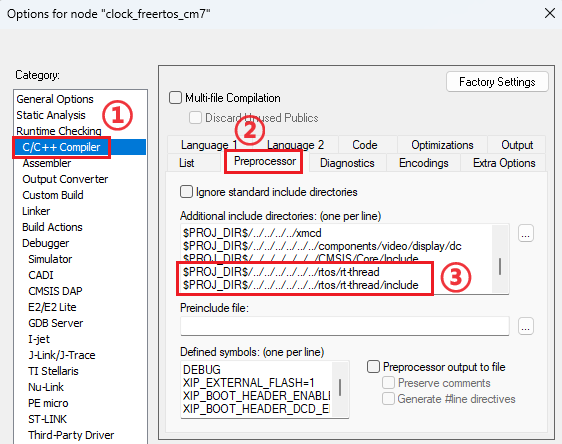 Options for node "clock_freertos_cm7"
Category:
General Options
Static Analysis
Runtime Checking
C/C++ Compiler
Assembler
Output Converter
Custom Build
Linker
Build Actions
Debugger
Simulator
CADI
CMSIS DAP
E2/E2 Lite
GDB Server
I-jet
J-Link/J-Trace
TI Stellaris
Nu-Link
PE micro
ST-LINK
Third-Party Driver
①
②
③
Factory Settings
Multi-file Compilation
Discard Unused Publics
Language 1 Language 2 Code Optimizations Output
List Preprocessor Diagnostics Encodings Extra Options
Ignore standard include directories
Additional include directories: (one per line)
$PROJ_DIR$/../../../../xmcd
$PROJ_DIR$/../../../../../../components/video/display/dc
$PROJ_DIR$/../../../../../../CMSIS/Core/Include
$PROJ_DIR$/../../../../../../rtos/rt-thread
$PROJ_DIR$/../../../../../../rtos/rt-thread/include
...
Preinclude file:
...
Defined symbols: (one per line)
DEBUG
XIP_EXTERNAL_FLASH=1
XIP_BOOT_HEADER_ENABLE
XIP_BOOT_HEADER_DCD_E
Preprocessor output to file
Preserve comments
Generate #line directives